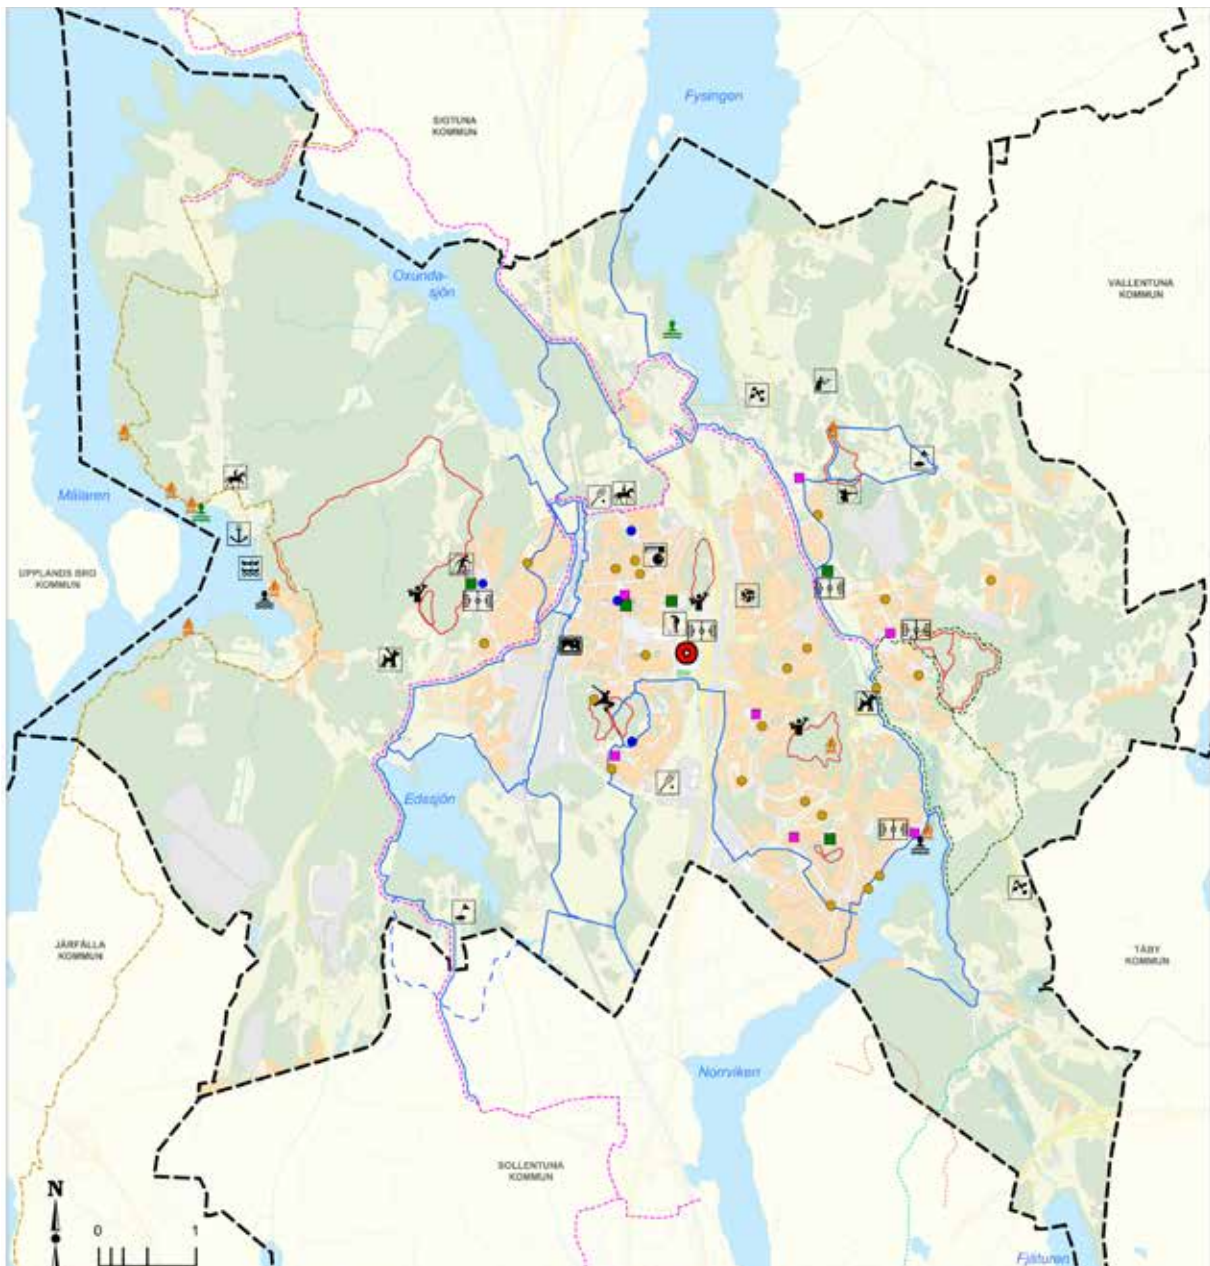 Fysingen
SIGTUNA
KOMMUN
Oxunda-
sjön
VALLENTUNA
KOMMUN
Mälaren
UPPLANDS BRO
KOMMUN
Edssjön
JÄRFÄLLA
KOMMUN
TÄBY
KOMMUN
Norrviken
SOLLENTUNA
KOMMUN
N
0 1
Fjäturen